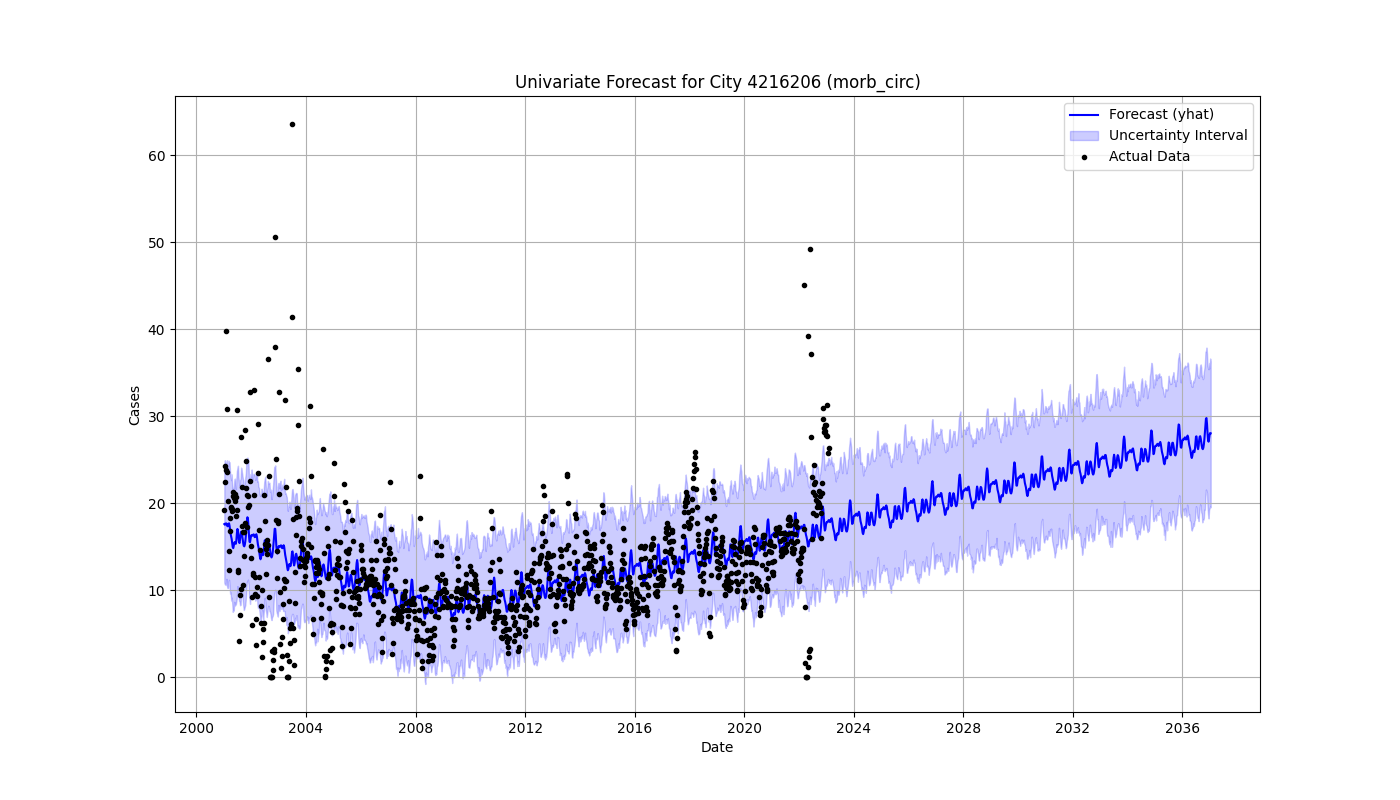 Univariate Forecast for City 4216206 (morb_circ)
Forecast (yhat)
Uncertainty Interval
Actual Data
Cases
60
50
40
30
20
10
0
2000 2004 2008 2012 2016 2020 2024 2028 2032 2036
Date